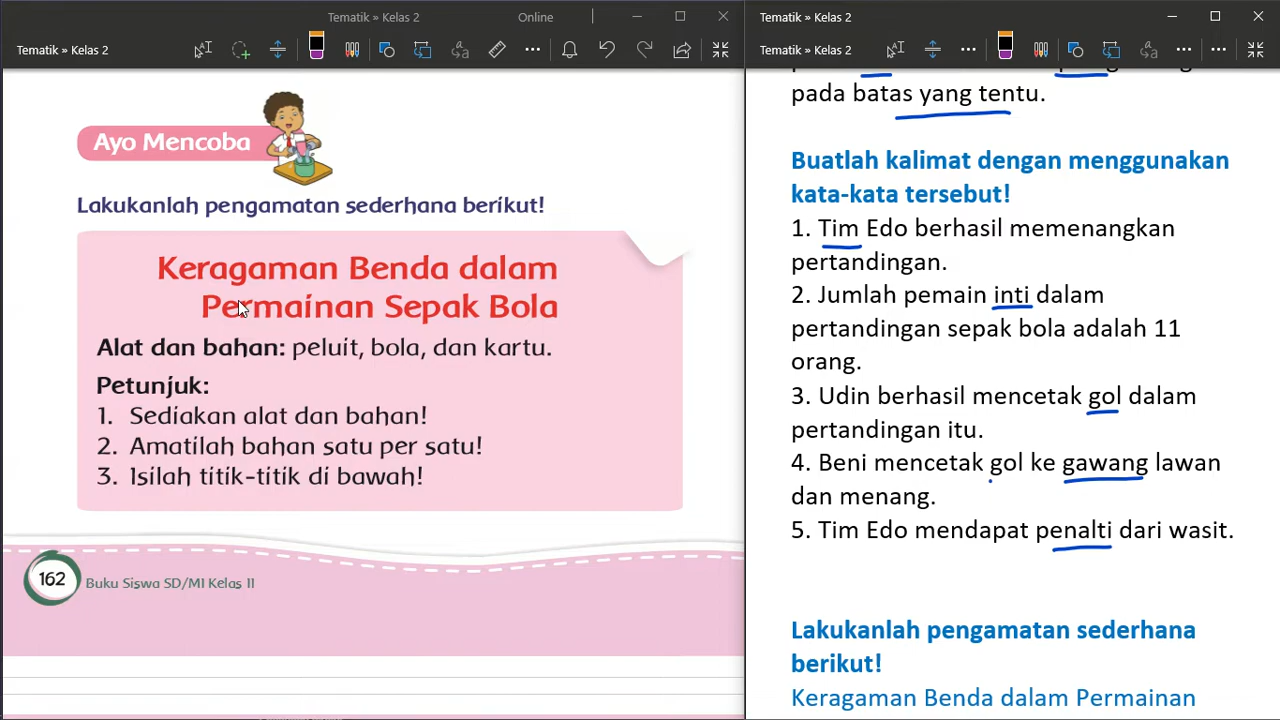 Tematik » Kelas 2
Online
Tematik » Kelas 2
Ayo Mencoba
Lakukanlah pengamatan sederhana berikut!
Keragaman Benda dalam
Permainan Sepak Bola
Alat dan bahan: peluit, bola, dan kartu.
Petunjuk:
1. Sediakan alat dan bahan!
2. Amatilah bahan satu per satu!
3. Isilah titik-titik di bawah!
162
Buku Siswa SD/MI Kelas II
Tematik » Kelas 2
Tematik » Kelas 2
pada batas yang tentu.
Buatlah kalimat dengan menggunakan
kata-kata tersebut!
1. Tim Edo berhasil memenangkan
pertandingan.
2. Jumlah pemain inti dalam
pertandingan sepak bola adalah 11
orang.
3. Udin berhasil mencetak gol dalam
pertandingan itu.
4. Beni mencetak gol ke gawang lawan
dan menang.
5. Tim Edo mendapat penalti dari wasit.
Lakukanlah pengamatan sederhana
berikut!
Keragaman Benda dalam Permainan